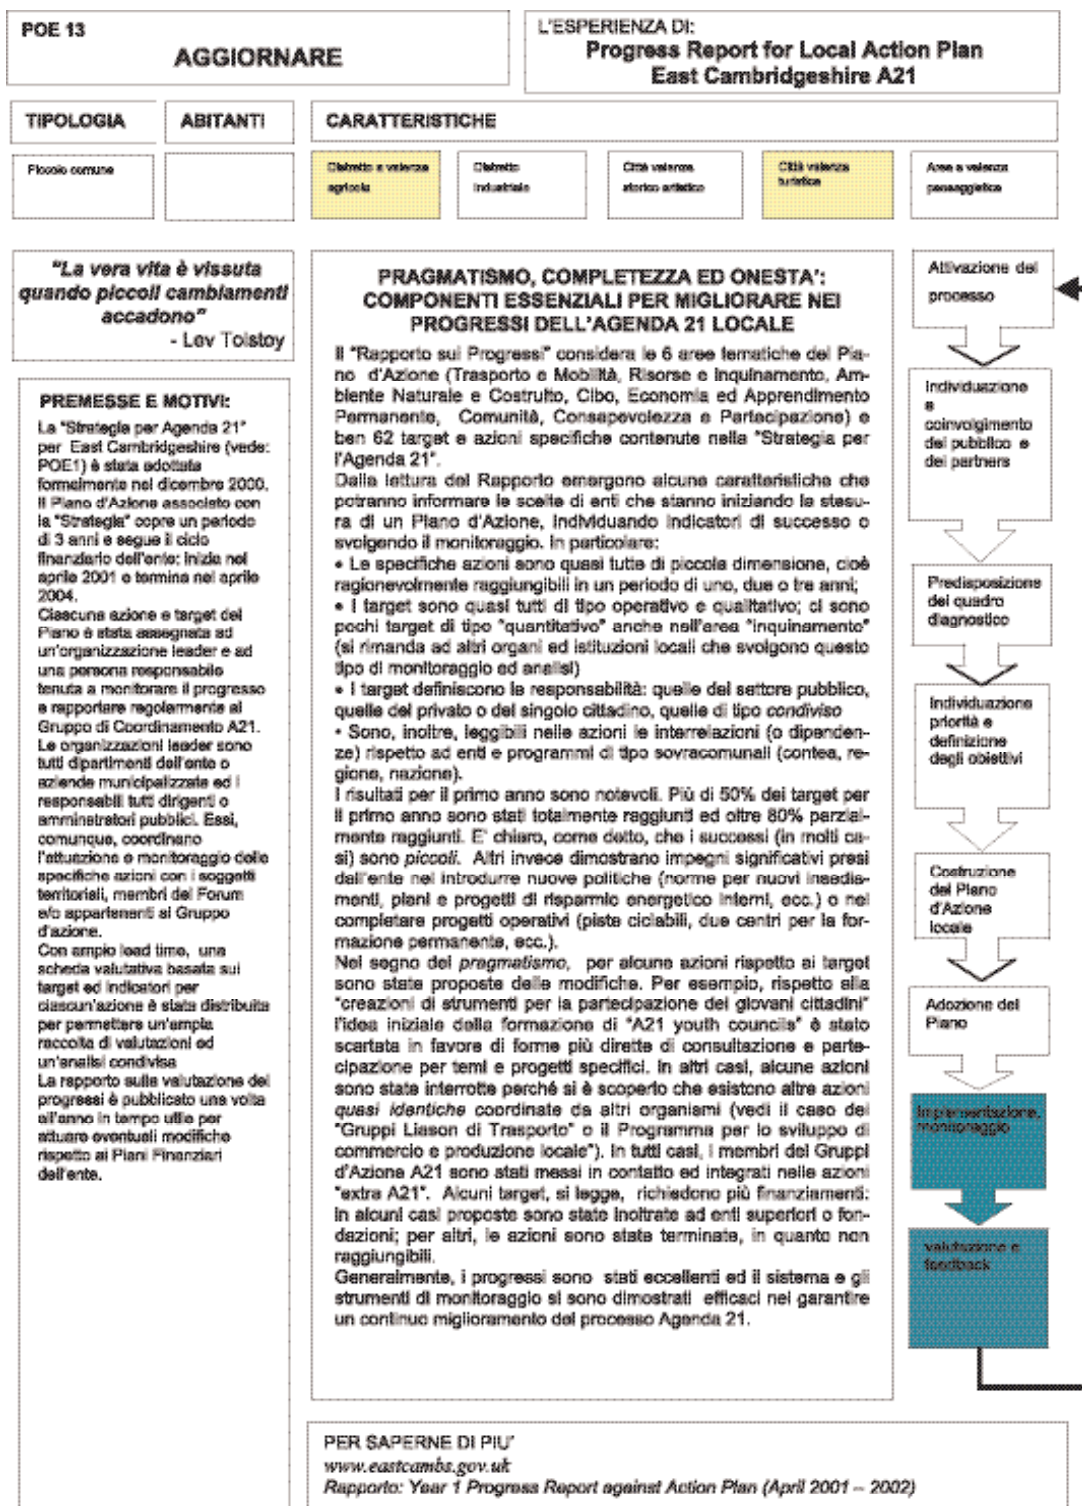 POE 13
AGGIORNARE
L'ESPERIENZA DI:
Progress Report for Local Action Plan
East Cambridgeshire A21
TIPOLOGIA
ABITANTI
CARATTERISTICHE
Piccolo comune
Distretto a valenza
agricola
Distretto
industriale
Città valenza
storico artistico
Città valenza
turistica
Aree a valenza
paesaggistica
"La vera vita è vissuta
quando piccoli cambiamenti
accadono"
- Lev Tolstoy
PREMESSE E MOTIVI:
La "Strategia per Agenda 21"
per East Cambridgeshire (vede:
POE1) è stata adottata
formalmente nel dicembre 2000.
Il Piano d'Azione associato con
la "Strategia" copre un periodo
di 3 anni e segue il ciclo
finanziario dell'ente: inizia nel
aprile 2001 e termina nel aprile
2004.
Ciascuna azione e target del
Piano è stata assegnata ad
un'organizzazione leader e ad
una persona responsabile
tenuta a monitorare il progresso
e rapportare regolarmente al
Gruppo di Coordinamento A21.
Le organizzazioni leader sono
tutti dipartimenti dell'ente o
aziende municipalizzate ed i
responsabili tutti dirigenti o
amministratori pubblici. Essi,
comunque, coordinano
l'attuazione e monitoraggio delle
specifiche azioni con i soggetti
territoriali, membri del Forum
e/o appartenenti al Gruppo
d'azione.
Con ampio lead time, una
scheda valutativa basata sui
target ed indicatori per
ciascun'azione è stata distribuita
per permettere un'ampia
raccolta di valutazioni ed
un'analisi condivisa
La rapporto sulla valutazione dei
progressi è pubblicato una volta
all'anno in tempo utile per
attuare eventuali modifiche
rispetto ai Piani Finanziari
dell'ente.
PRAGMATISMO, COMPLETEZZA ED ONESTA':
COMPONENTI ESSENZIALI PER MIGLIORARE NEI
PROGRESSI DELL'AGENDA 21 LOCALE
Il "Rapporto sui Progressi" considera le 6 aree tematiche del Pia-
no d'Azione (Trasporto e Mobilità, Risorse e Inquinamento, Am-
biente Naturale e Costruito, Cibo, Economia ed Apprendimento
Permanente, Comunità, Consapevolezza e Partecipazione) e
ben 62 target e azioni specifiche contenute nella "Strategia per
l'Agenda 21".
Dalla lettura del Rapporto emergono alcune caratteristiche che
potranno informare le scelte di enti che stanno iniziando la stesu-
ra di un Piano d'Azione, individuando indicatori di successo o
svolgendo il monitoraggio. In particolare:
• Le specifiche azioni sono quasi tutte di piccola dimensione, cioè
ragionevolmente raggiungibili in un periodo di uno, due o tre anni;
• I target sono quasi tutti di tipo operativo e qualitativo; ci sono
pochi target di tipo "quantitativo" anche nell'area "inquinamento"
(si rimanda ad altri organi ed istituzioni locali che svolgono questo
tipo di monitoraggio ed analisi)
• I target definiscono le responsabilità: quelle del settore pubblico,
quelle del privato o del singolo cittadino, quelle di tipo condiviso
• Sono, inoltre, leggibili nelle azioni le interrelazioni (o dipenden-
ze) rispetto ad enti e programmi di tipo sovracomunali (contea, re-
gione, nazione).
I risultati per il primo anno sono notevoli. Più di 50% dei target per
il primo anno sono stati totalmente raggiunti ed oltre 80% parzial-
mente raggiunti. E' chiaro, come detto, che i successi (in molti ca-
si) sono piccoli. Altri invece dimostrano impegni significativi presi
dall'ente nel introdurre nuove politiche (norme per nuovi insedia-
menti, piani e progetti di risparmio energetico interni, ecc.) o nel
completare progetti operativi (piste ciclabili, due centri per la for-
mazione permanente, ecc.).
Nel segno del pragmatismo, per alcune azioni rispetto ai target
sono state proposte delle modifiche. Per esempio, rispetto alla
"creazioni di strumenti per la partecipazione dei giovani cittadini"
l'idea iniziale della formazione di "A21 youth councils" è stato
scartata in favore di forme più dirette di consultazione e parte-
cipazione per temi e progetti specifici. In altri casi, alcune azioni
sono state interrotte perché si è scoperto che esistono altre azioni
quasi identiche coordinate da altri organismi (vedi il caso dei
"Gruppi Liason di Trasporto" o il Programma per lo sviluppo di
commercio e produzione locale"). In tutti casi, i membri dei Gruppi
d'Azione A21 sono stati messi in contatto ed integrati nelle azioni
"extra A21". Alcuni target, si legge, richiedono più finanziamenti:
in alcuni casi proposte sono state inoltrate ad enti superiori o fon-
dazioni; per altri, le azioni sono state terminate, in quanto non
raggiungibili.
Generalmente, i progressi sono stati eccellenti ed il sistema e gli
strumenti di monitoraggio si sono dimostrati efficaci nel garantire
un continuo miglioramento del processo Agenda 21.
Attivazione del
processo
Individuazione
e
coinvolgimento
del pubblico e
dei partners
Predisposizione
del quadro
diagnostico
Individuazione
priorità e
definizione
degli obiettivi
Costruzione
del Piano
d'Azione
locale
Adozione del
Piano
Implementazione,
monitoraggio
valutazione e
feedback
PER SAPERNE DI PIU'
www.eastcambs.gov.uk
Rapporto: Year 1 Progress Report against Action Plan (April 2001 – 2002)